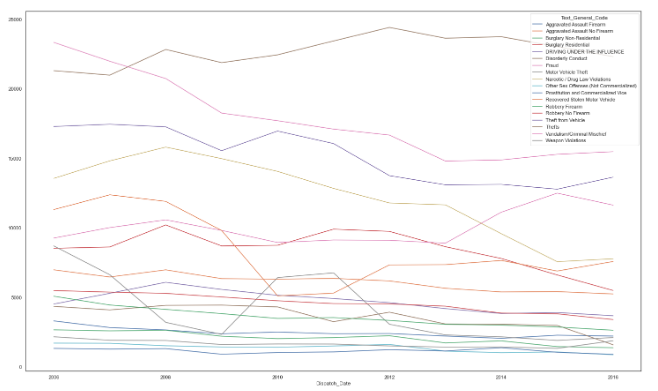 25000
20000
15000
10000
5000
0
2006
2008
2010
2012
2014
2016
Dispatch_Date
Text_General_Code
Aggravated Assault Firearm
Aggravated Assault No Firearm
Burglary Non-Residential
Burglary Residential
DRIVING UNDER THE INFLUENCE
Disorderly Conduct
Fraud
Motor Vehicle Theft
Narcotic / Drug Law Violations
Other Sex Offenses (Not Commercialized)
Prostitution and Commercialized Vice
Recovered Stolen Motor Vehicle
Robbery Firearm
Robbery No Firearm
Theft from Vehicle
Thefts
Vandalism/Criminal Mischief
Weapon Violations